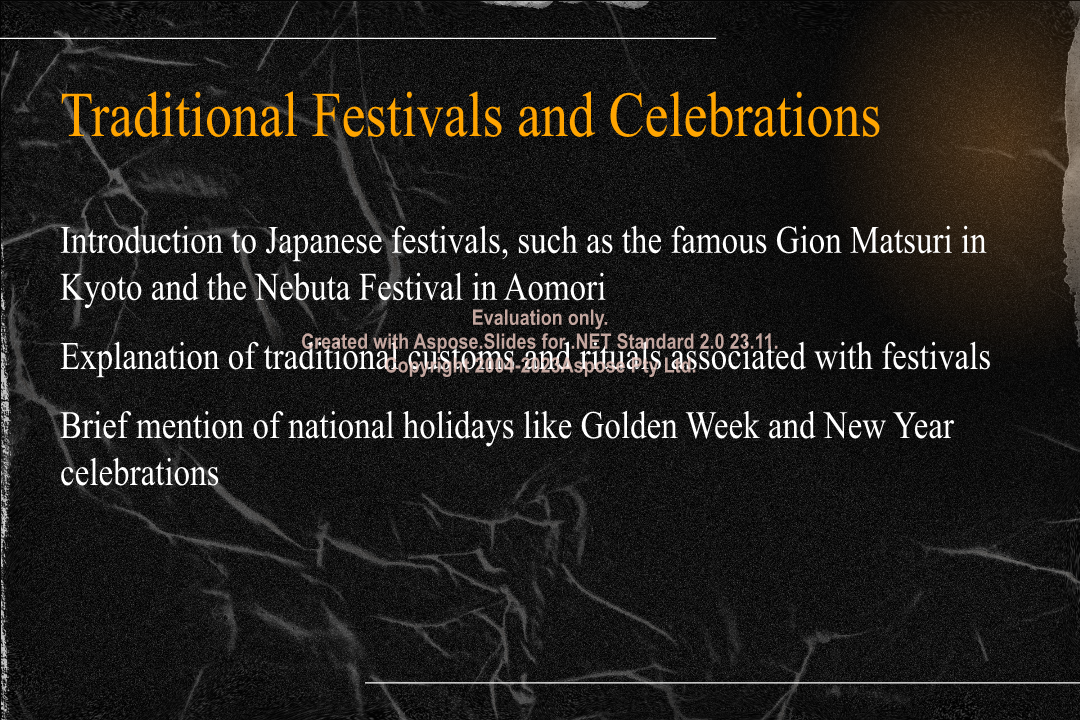 Traditional Festivals and Celebrations
Introduction to Japanese festivals, such as the famous Gion Matsuri in
Kyoto and the Nebuta Festival in Aomori
Evaluation only.
Created with Aspose.Slides for .NET Standard 2.0 23.11.
Explanation of traditional customs and rituals associated with festivals
Copyright 2004-2023Aspose Pty Ltd.
Brief mention of national holidays like Golden Week and New Year
celebrations